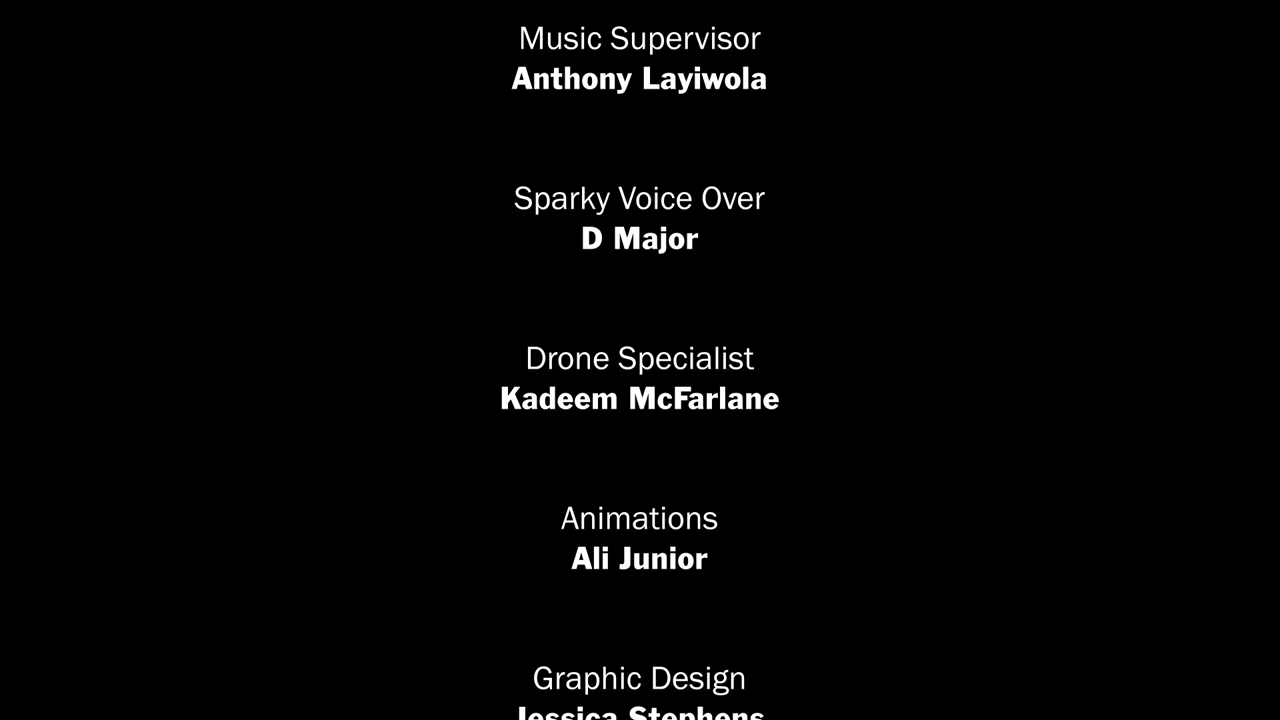 Music Supervisor
Anthony Layiwola
Sparky Voice Over
D Major
Drone Specialist
Kadeem McFarlane
Animations
Ali Junior
Graphic Design
Jessica Stephens